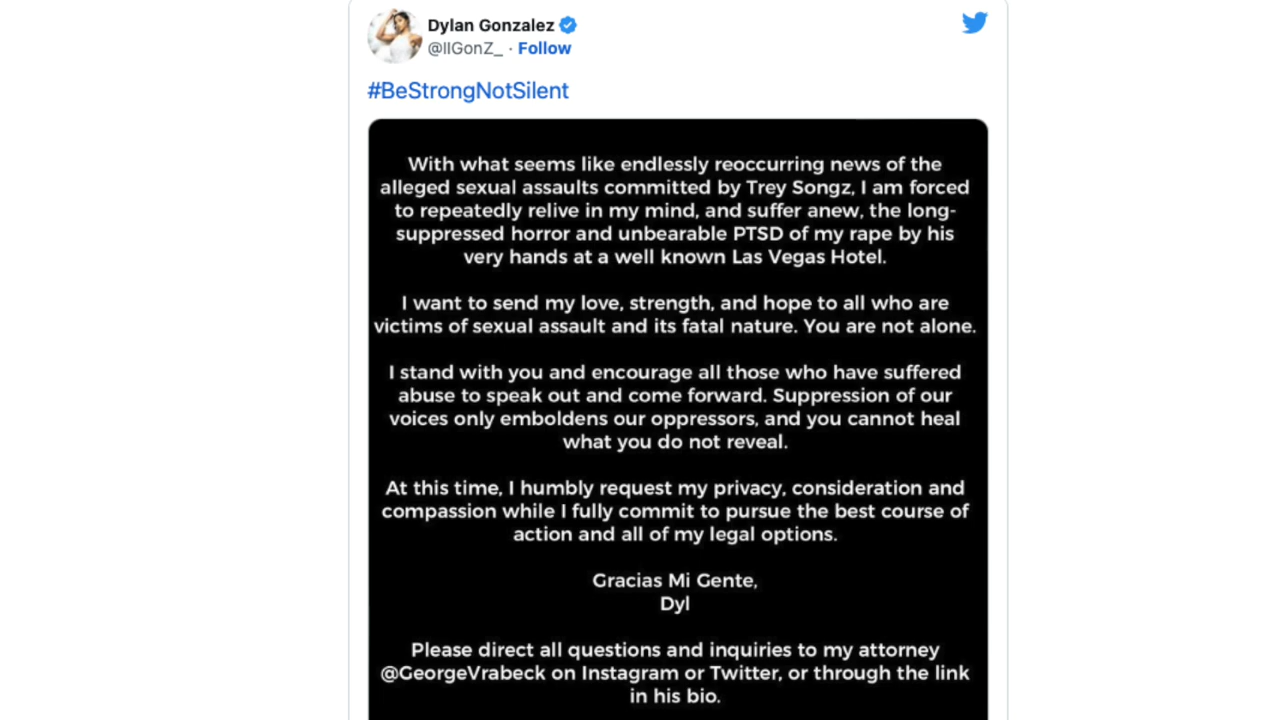 Dylan Gonzalez
@IIGonZ_ · Follow
#BeStrongNotSilent
With what seems like endlessly reoccurring news of the
alleged sexual assaults committed by Trey Songz, I am forced
to repeatedly relive in my mind, and suffer anew, the long-
suppressed horror and unbearable PTSD of my rape by his
very hands at a well known Las Vegas Hotel.
I want to send my love, strength, and hope to all who are
victims of sexual assault and its fatal nature. You are not alone.
I stand with you and encourage all those who have suffered
abuse to speak out and come forward. Suppression of our
voices only emboldens our oppressors, and you cannot heal
what you do not reveal.
At this time, I humbly request my privacy, consideration and
compassion while I fully commit to pursue the best course of
action and all of my legal options.
Gracias Mi Gente,
Dyl
Please direct all questions and inquiries to my attorney
@GeorgeVrabeck on Instagram or Twitter, or through the link
in his bio.